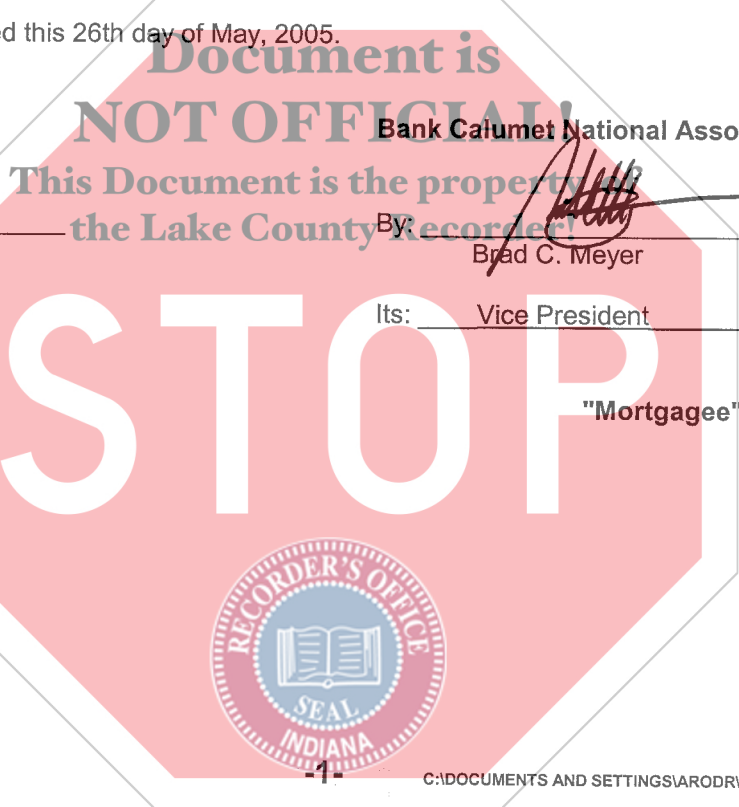 ed this 26th day of May, 2005.
Document is
NOT OFFICIAL!
Bank Calumet National Asso
This Document is the property of
the Lake County Recorder!
By:
Brad C. Meyer
Its: Vice President
STOP
"Mortgagee"
RECORDER'S OFFICE
SEAL
INDIANA
-1-
C:\DOCUMENTS AND SETTINGS\ARODR\